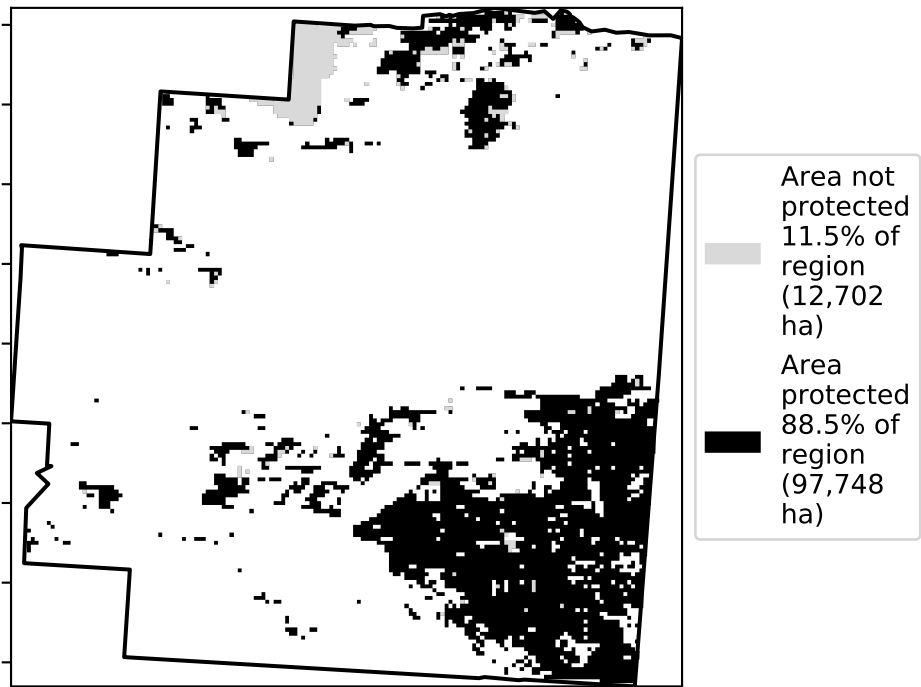 Area not
protected
11.5% of
region
(12,702
ha)
Area
protected
88.5% of
region
(97,748
ha)